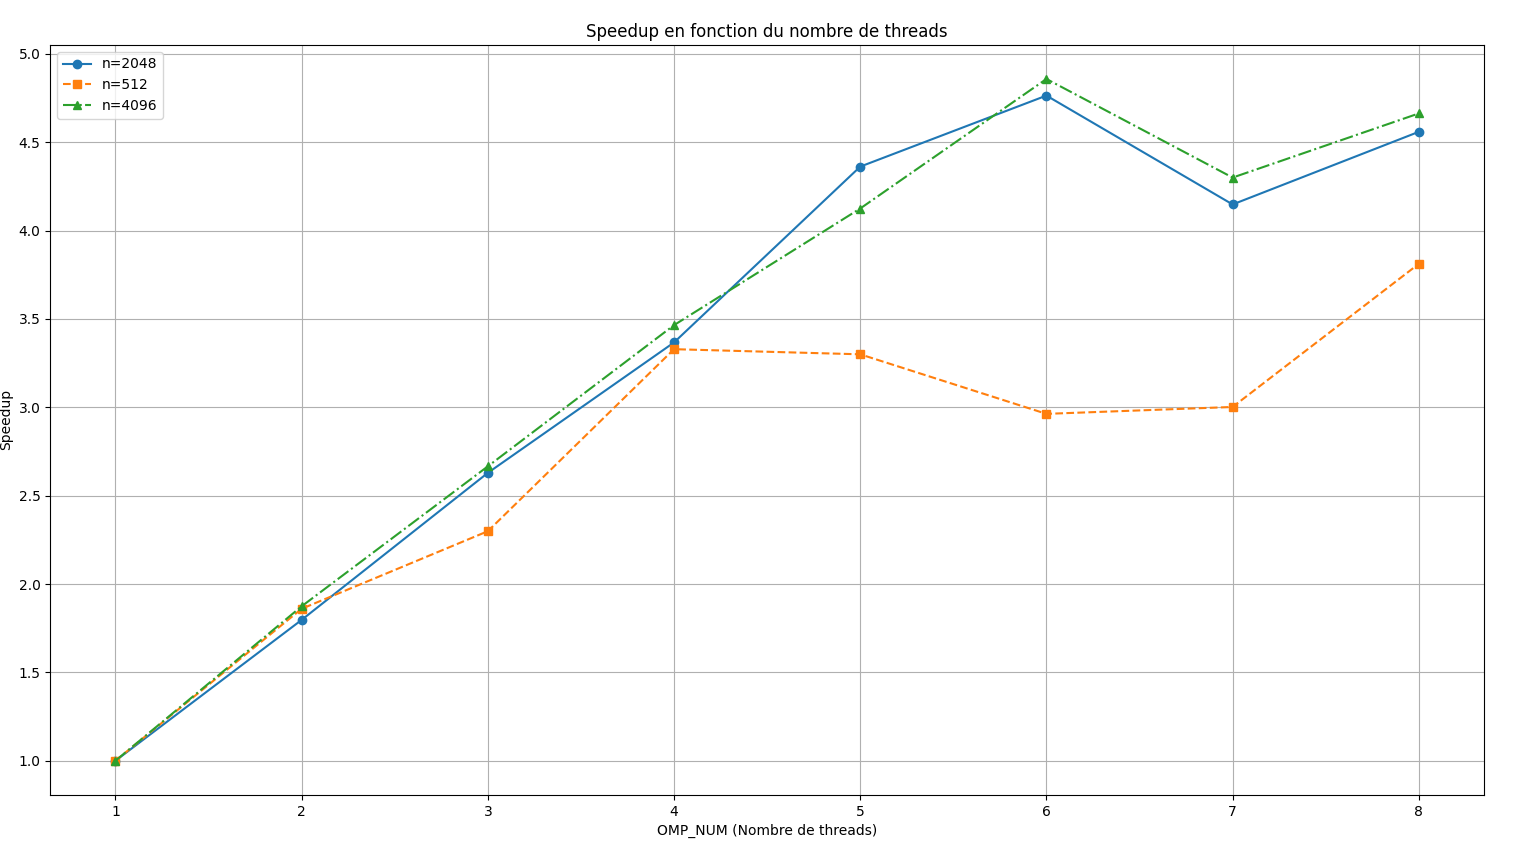 Speedup en fonction du nombre de threads
n=2048
n=512
n=4096
5.0
4.5
4.0
3.5
3.0
2.5
2.0
1.5
1.0
Speedup
1 2 3 4 5 6 7 8
OMP_NUM (Nombre de threads)